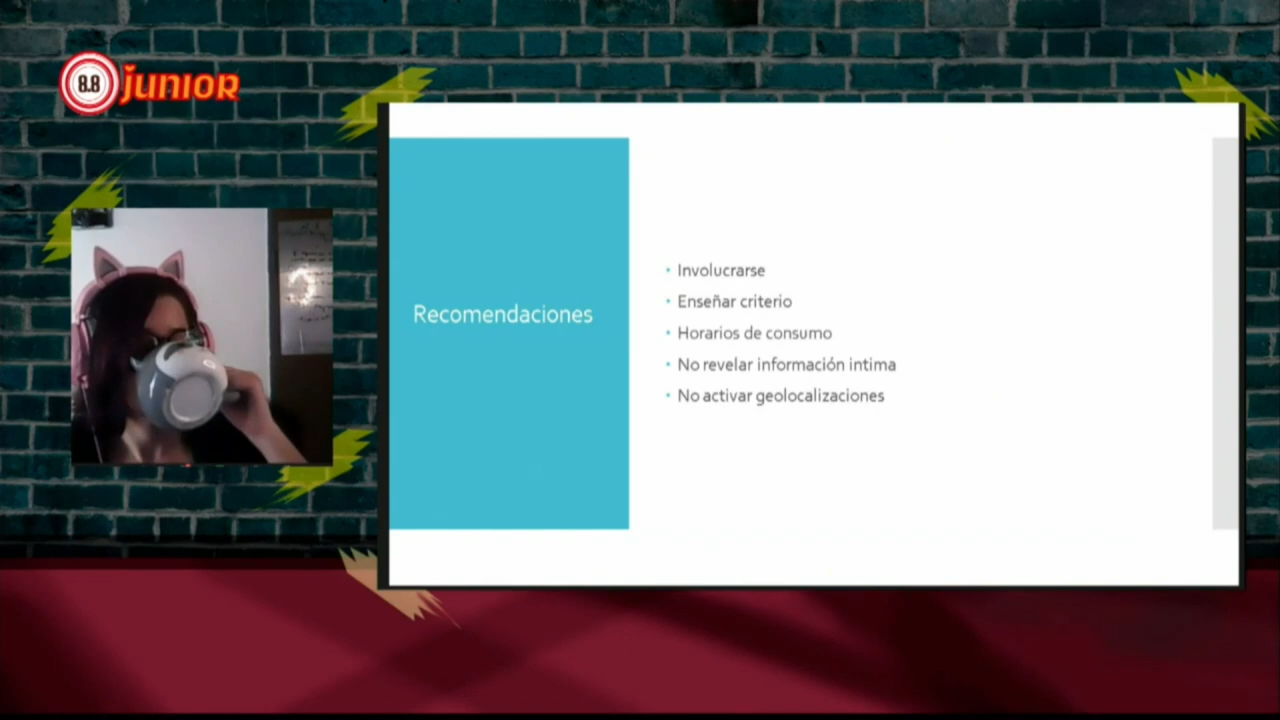 8.8 JUNIOR
Recomendaciones
Involucrarse
Enseñar criterio
Horarios de consumo
No revelar información intima
No activar geolocalizaciones